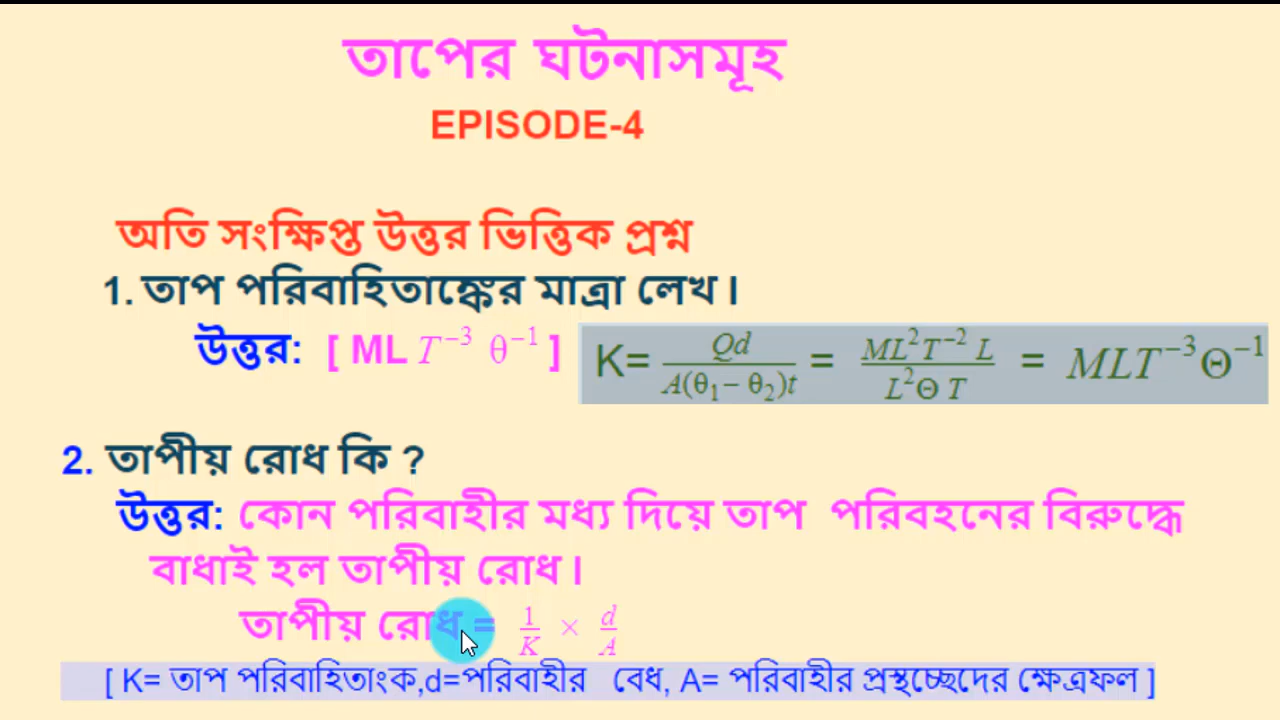 তাপের ঘটনাসমূহ
EPISODE-4
অতি সংক্ষিপ্ত উত্তর ভিত্তিক প্রশ্ন
1. তাপ পরিবাহিতাঙ্কের মাত্রা লেখ।
উত্তর: [ ML T⁻³ θ⁻¹ ] K= Qd / A(θ₁– θ₂)t = ML²T⁻² L / L²Θ T = MLT⁻³Θ⁻¹
2. তাপীয় রোধ কি ?
উত্তর: কোন পরিবাহীর মধ্য দিয়ে তাপ পরিবহনের বিরুদ্ধে
বাধাই হল তাপীয় রোধ।
তাপীয় রোধ = 1/K × d/A
[ K= তাপ পরিবাহিতাংক,d=পরিবাহীর বেধ, A= পরিবাহীর প্রস্থচ্ছেদের ক্ষেত্রফল ]